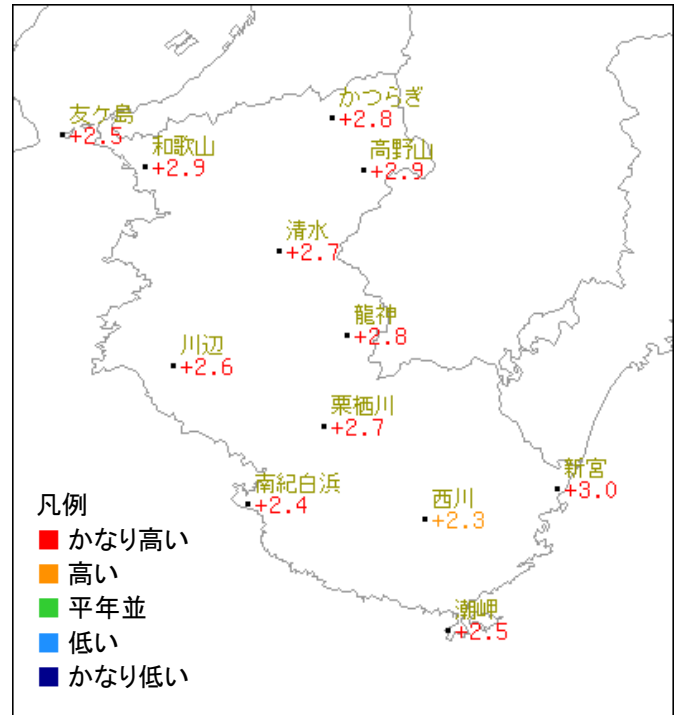 かつらぎ
+2.8
友ケ島
+2.5
和歌山
+2.9
高野山
+2.9
清水
+2.7
龍神
+2.8
川辺
+2.6
栗栖川
+2.7
新宮
+3.0
南紀白浜
+2.4
西川
+2.3
潮岬
+2.5
凡例
かなり高い
高い
平年並
低い
かなり低い